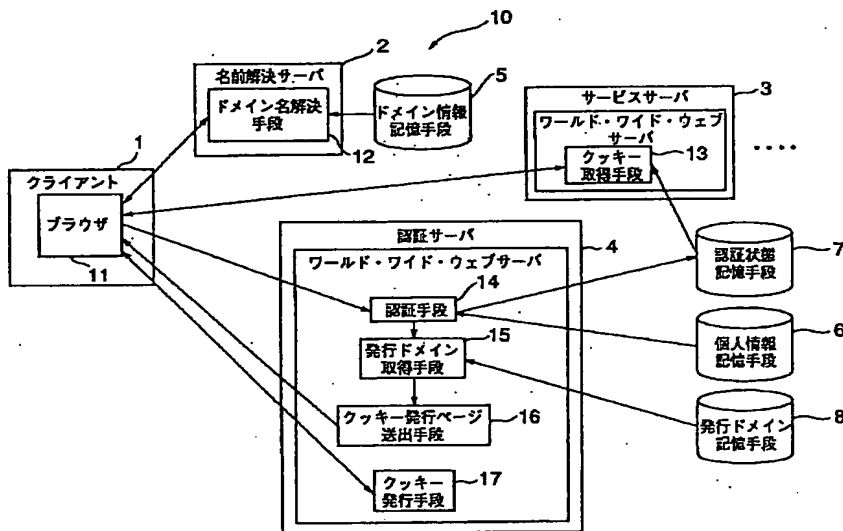 10
2
名前解決サーバ
ドメイン名解決
手段
12
5
ドメイン情報
記憶手段
3
サービスサーバ
ワールド・ワイド・ウェブ
サーバ
13
クッキー
取得手段
1
クライアント
ブラウザ
11
4
認証サーバ
ワールド・ワイド・ウェブサーバ
14
認証手段
15
発行ドメイン
取得手段
クッキー発行ページ
送出手段
16
クッキー
発行手段
17
認証状態
記憶手段
7
個人情報
記憶手段
6
発行ドメイン
記憶手段
8